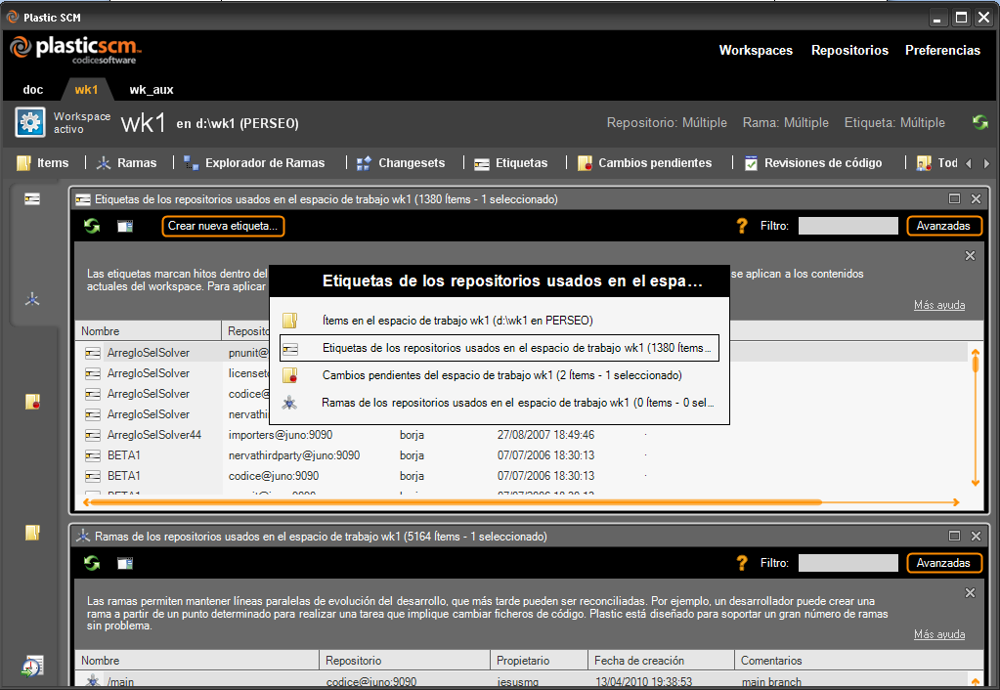 Plastic SCM
plasticscm
codicesoftware
Workspaces Repositorios Preferencias
doc wk1 wk_aux
Workspace activo wk1 en d:\wk1 (PERSEO) Repositorio: Múltiple Rama: Múltiple Etiqueta: Múltiple
Items Ramas Explorador de Ramas Changesets Etiquetas Cambios pendientes Revisiones de código Tod
Etiquetas de los repositorios usados en el espacio de trabajo wk1 (1380 Ítems - 1 seleccionado)
Crear nueva etiqueta... ? Filtro: Avanzadas
Las etiquetas marcan hitos dentro del se aplican a los contenidos
actuales del workspace. Para aplicar
Más ayuda
Etiquetas de los repositorios usados en el espa...
Ítems en el espacio de trabajo wk1 (d:\wk1 en PERSEO)
Etiquetas de los repositorios usados en el espacio de trabajo wk1 (1380 Ítems...
Cambios pendientes del espacio de trabajo wk1 (2 Ítems - 1 seleccionado)
Ramas de los repositorios usados en el espacio de trabajo wk1 (0 Ítems - 0 sel...
Nombre Reposito
ArregloSelSolver pnunit@
ArregloSelSolver licenset
ArregloSelSolver codice@
ArregloSelSolver nervathi
ArregloSelSolver44 importers@juno:9090 borja 27/08/2007 18:49:46
BETA1 nervathirdparty@juno:9090 borja 07/07/2006 18:30:13
BETA1 codice@juno:9090 borja 07/07/2006 18:30:13
Ramas de los repositorios usados en el espacio de trabajo wk1 (5164 Ítems - 1 seleccionado)
? Filtro: Avanzadas
Las ramas permiten mantener líneas paralelas de evolución del desarrollo, que más tarde pueden ser reconciliadas. Por ejemplo, un desarrollador puede crear una
rama a partir de un punto determinado para realizar una tarea que implique cambiar ficheros de código. Plastic está diseñado para soportar un gran número de ramas
sin problema.
Más ayuda
Nombre Repositorio Propietario Fecha de creación Comentarios
/main codice@juno:9090 jesusmg 13/04/2010 19:38:53 main branch